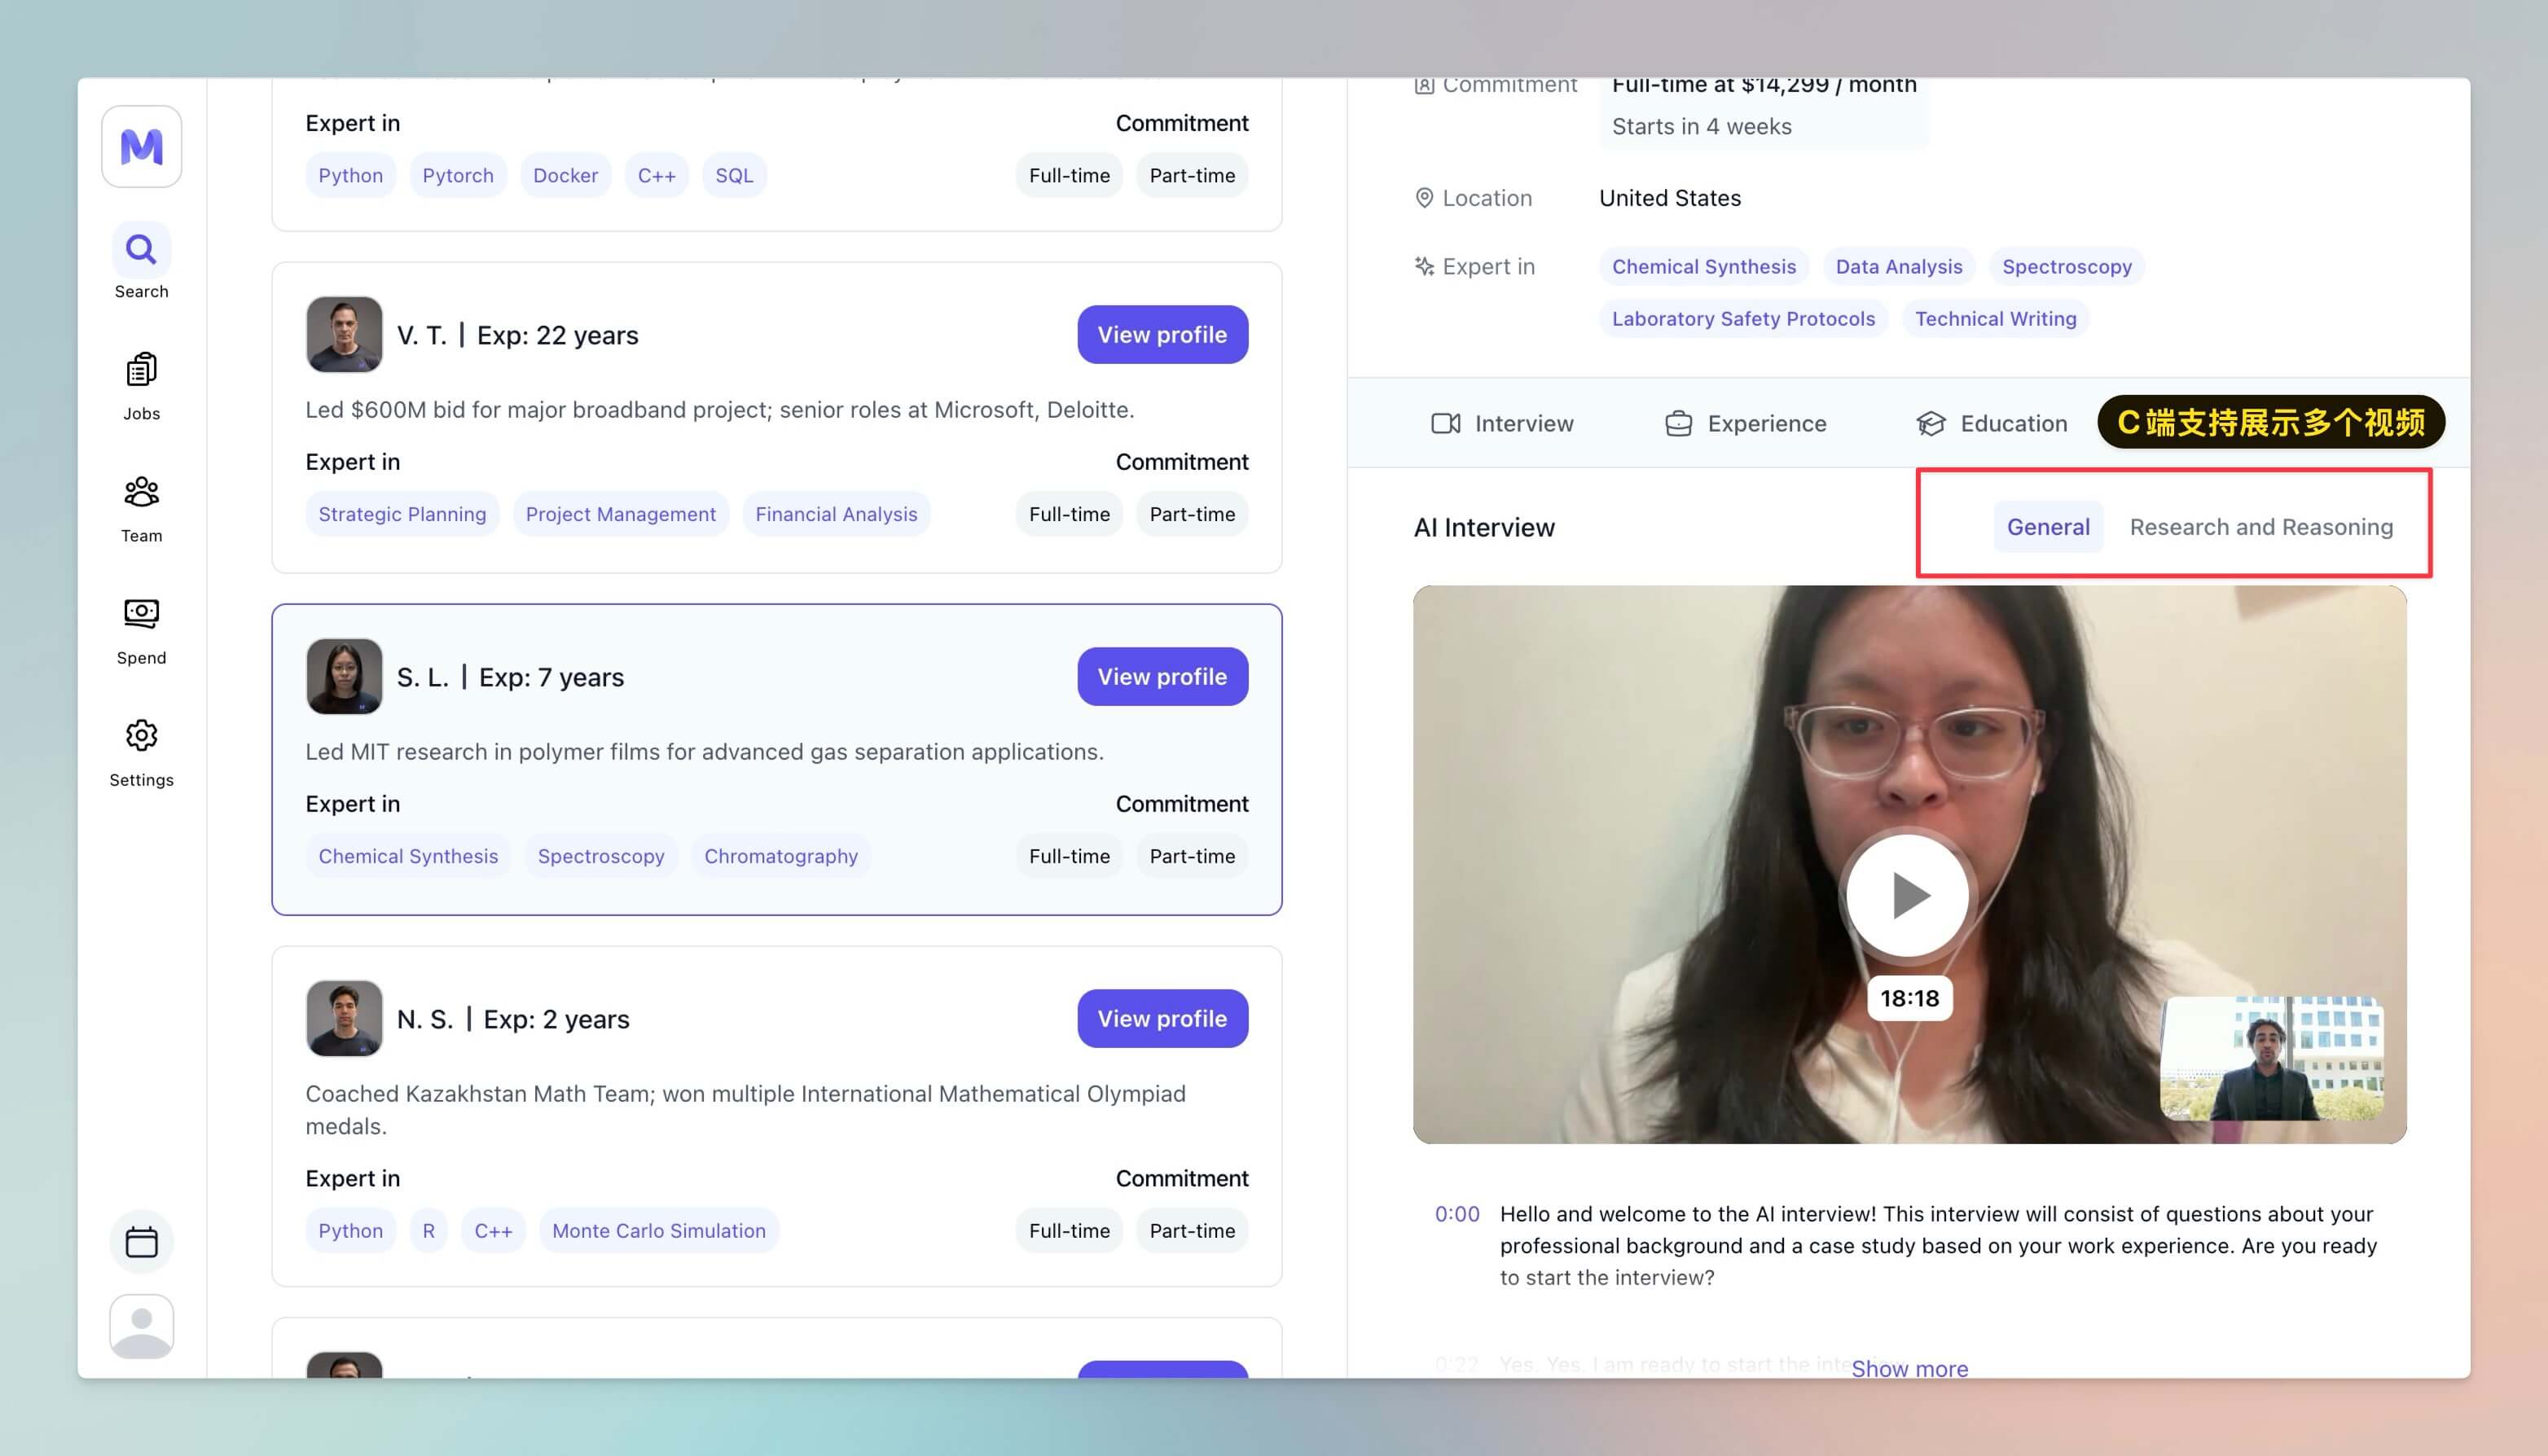 M
Search
Jobs
Team
Spend
Settings
Expert in
Commitment
Python
Pytorch
Docker
C++
SQL
Full-time
Part-time
V. T. | Exp: 22 years
View profile
Led $600M bid for major broadband project; senior roles at Microsoft, Deloitte.
Expert in
Commitment
Strategic Planning
Project Management
Financial Analysis
Full-time
Part-time
S. L. | Exp: 7 years
View profile
Led MIT research in polymer films for advanced gas separation applications.
Expert in
Commitment
Chemical Synthesis
Spectroscopy
Chromatography
Full-time
Part-time
N. S. | Exp: 2 years
View profile
Coached Kazakhstan Math Team; won multiple International Mathematical Olympiad
medals.
Expert in
Commitment
Python
R
C++
Monte Carlo Simulation
Full-time
Part-time
Commitment
Full-time at $14,299 / month
Starts in 4 weeks
Location
United States
Expert in
Chemical Synthesis
Data Analysis
Spectroscopy
Laboratory Safety Protocols
Technical Writing
Interview
Experience
Education
C端支持展示多个视频
AI Interview
General
Research and Reasoning
18:18
0:00
Hello and welcome to the AI interview! This interview will consist of questions about your
professional background and a case study based on your work experience. Are you ready
to start the interview?
0:22
Yes. Yes, I am ready to start the
Show more